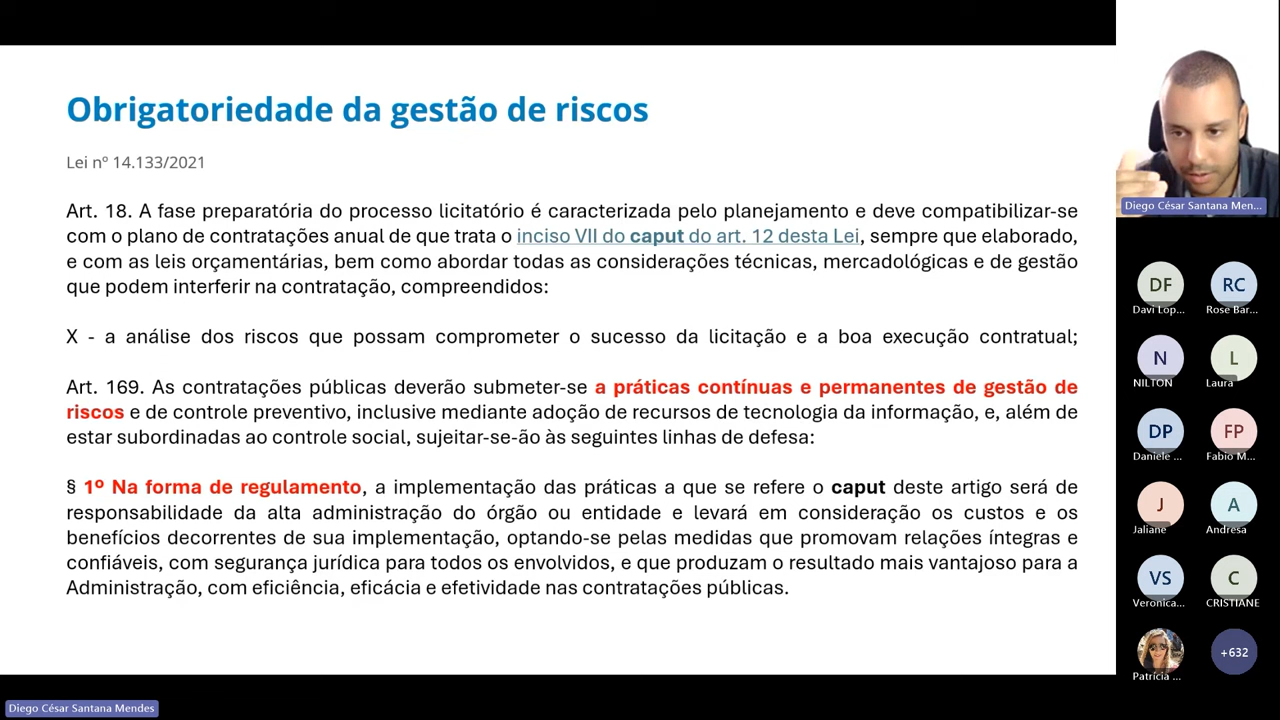 Obrigatoriedade da gestão de riscos
Lei nº 14.133/2021
Art. 18. A fase preparatória do processo licitatório é caracterizada pelo planejamento e deve compatibilizar-se
com o plano de contratações anual de que trata o inciso VII do caput do art. 12 desta Lei, sempre que elaborado,
e com as leis orçamentárias, bem como abordar todas as considerações técnicas, mercadológicas e de gestão
que podem interferir na contratação, compreendidos:
X - a análise dos riscos que possam comprometer o sucesso da licitação e a boa execução contratual;
Art. 169. As contratações públicas deverão submeter-se a práticas contínuas e permanentes de gestão de
riscos e de controle preventivo, inclusive mediante adoção de recursos de tecnologia da informação, e, além de
estar subordinadas ao controle social, sujeitar-se-ão às seguintes linhas de defesa:
§ 1º Na forma de regulamento, a implementação das práticas a que se refere o caput deste artigo será de
responsabilidade da alta administração do órgão ou entidade e levará em consideração os custos e os
benefícios decorrentes de sua implementação, optando-se pelas medidas que promovam relações íntegras e
confiáveis, com segurança jurídica para todos os envolvidos, e que produzam o resultado mais vantajoso para a
Administração, com eficiência, eficácia e efetividade nas contratações públicas.
Diego César Santana Men...
DF
RC
Davi Lop...
Rose Bar...
N
L
NILTON
Laura
DP
FP
Daniele ...
Fabio M...
J
A
Jaliane
Andresa
VS
C
Veronica...
CRISTIANE
+632
Patrícia ...
Diego César Santana Mendes